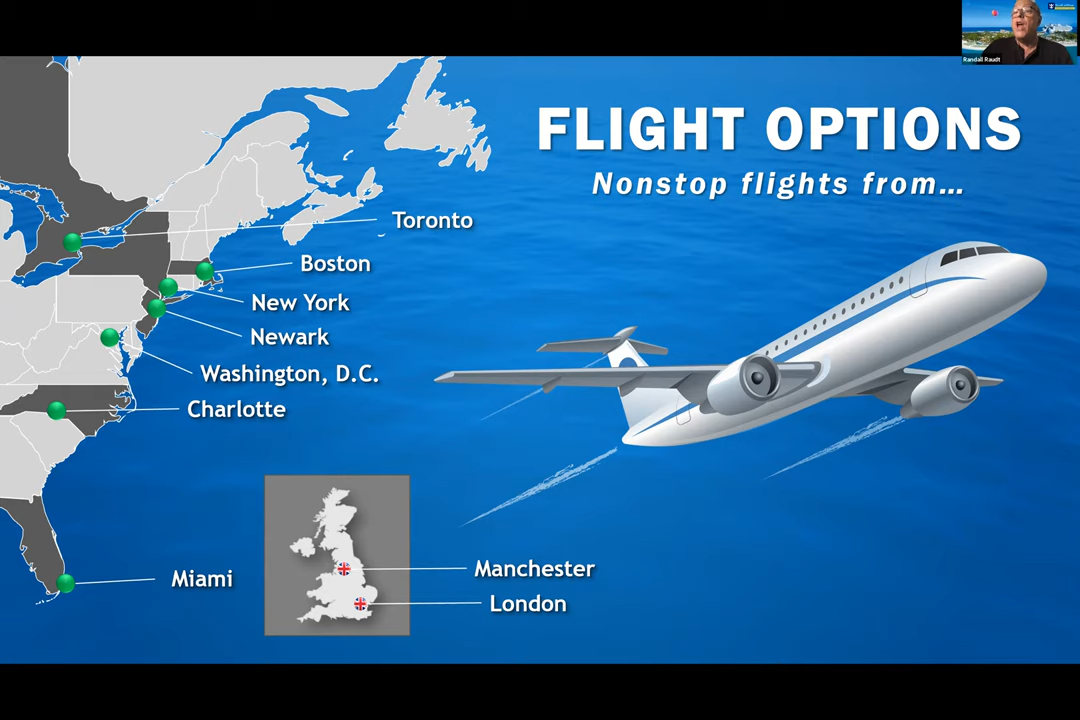 FLIGHT OPTIONS
Nonstop flights from...
Toronto
Boston
New York
Newark
Washington, D.C.
Charlotte
Miami
Manchester
London
Randall Raudt